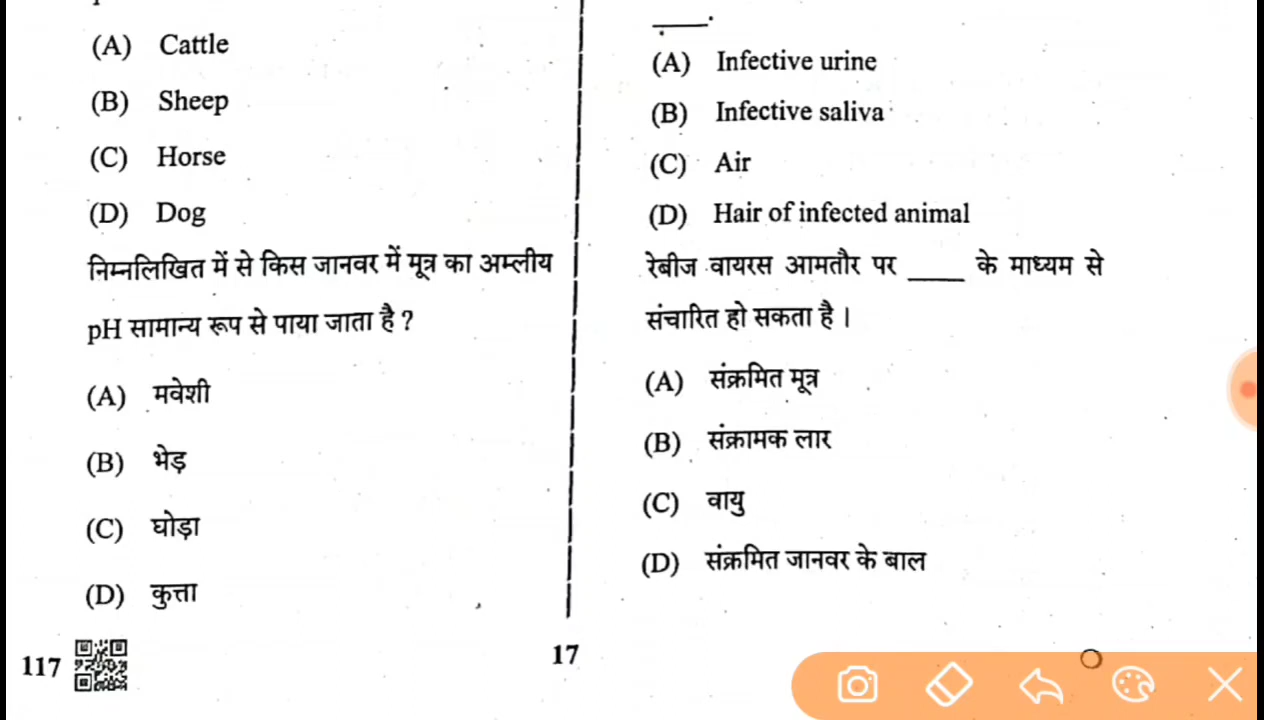 (A) Cattle
(B) Sheep
(C) Horse
(D) Dog
निम्नलिखित में से किस जानवर में मूत्र का अम्लीय
pH सामान्य रूप से पाया जाता है ?
(A) मवेशी
(B) भेड़
(C) घोड़ा
(D) कुत्ता
____.
(A) Infective urine
(B) Infective saliva
(C) Air
(D) Hair of infected animal
रेबीज वायरस आमतौर पर ____ के माध्यम से
संचारित हो सकता है ।
(A) संक्रमित मूत्र
(B) संक्रामक लार
(C) वायु
(D) संक्रमित जानवर के बाल
117
17